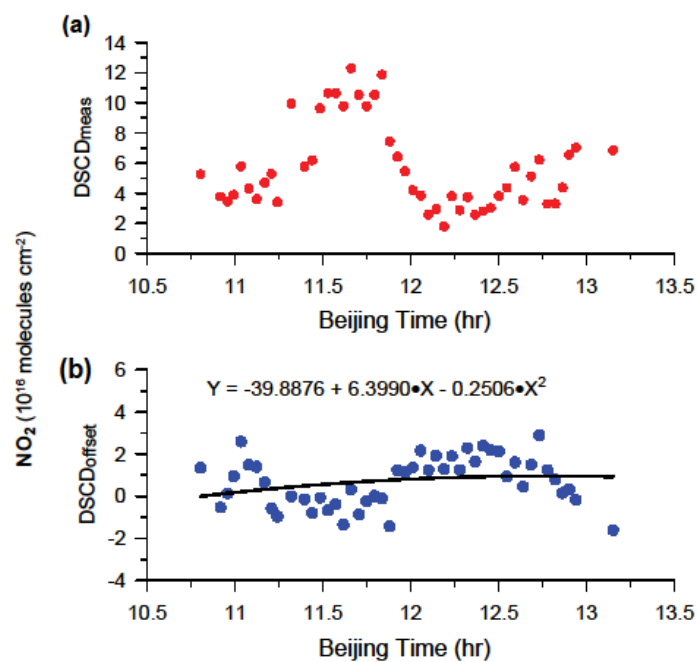 (a)
14
12
10
8
6
4
2
0
DSCDmeas
10.5 11 11.5 12 12.5 13 13.5
Beijing Time (hr)
NO2 (10^16 molecules cm^-2)
(b)
6
4
2
0
-2
-4
Y = -39.8876 + 6.3990•X - 0.2506•X^2
DSCDoffset
10.5 11 11.5 12 12.5 13 13.5
Beijing Time (hr)